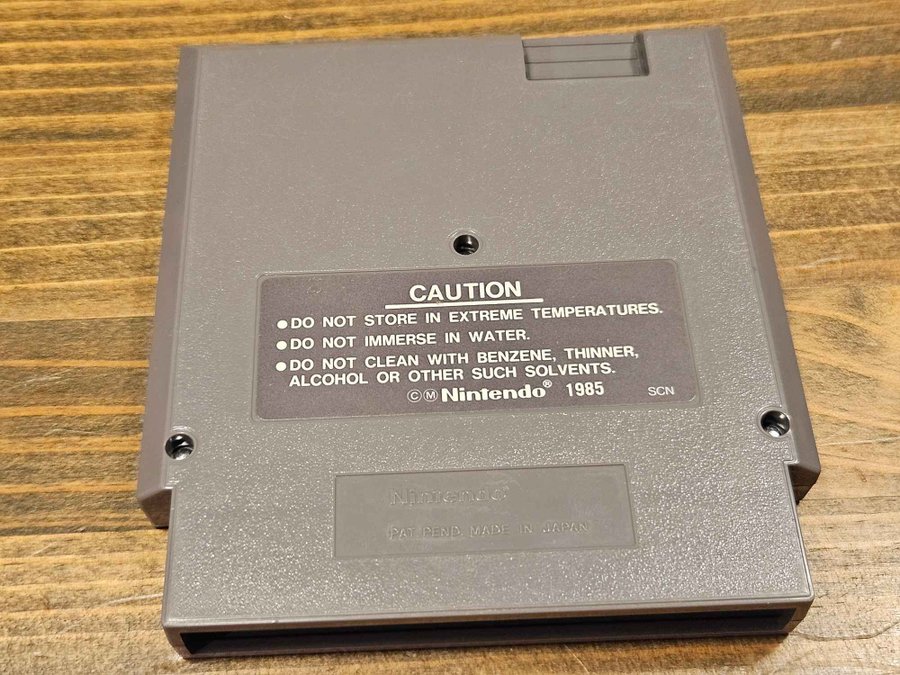 CAUTION
●DO NOT STORE IN EXTREME TEMPERATURES.
●DO NOT IMMERSE IN WATER.
●DO NOT CLEAN WITH BENZENE, THINNER,
ALCOHOL OR OTHER SUCH SOLVENTS.
©Ⓜ Nintendo® 1985 SCN
Nintendo®
PAT. PEND. MADE IN JAPAN